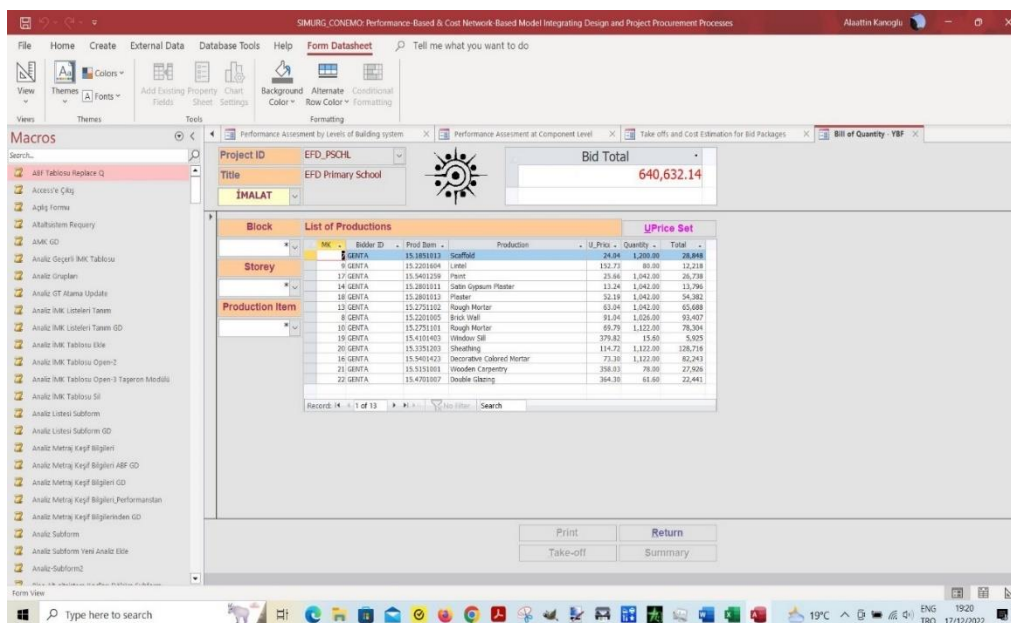 SIMURG_CONEMO: Performance-Based & Cost Network-Based Model Integrating Design and Project Procurement Processes
Alaattin Kanoglu
File Home Create External Data Database Tools Help Form Datasheet Tell me what you want to do
View Themes Colors Fonts Add Existing Fields Property Sheet Chart Settings Background Color Alternate Row Color Conditional Formatting
Views Themes Tools Formatting
Macros
Search...
ABF Tablosu Replace Q
Access'e Çıkış
Açılış Formu
Altaltsistem Requery
AMK GD
Analiz Geçerli İMK Tablosu
Analiz Grupları
Analiz GT Atama Update
Analiz İMK Listeleri Tanım
Analiz İMK Listeleri Tanım GD
Analiz İMK Tablosu Ekle
Analiz İMK Tablosu Open-2
Analiz İMK Tablosu Open-3 Taşeron Modülü
Analiz İMK Tablosu Sil
Analiz Listesi Subform
Analiz Listesi Subform GD
Analiz Metraj Keşif Bilgileri
Analiz Metraj Keşif Bilgileri ABF GD
Analiz Metraj Keşif Bilgileri GD
Analiz Metraj Keşif Bilgileri_Performanstan
Analiz Metraj Keşif Bilgilerinden GD
Analiz Subform
Analiz Subform Yeni Analiz Ekle
Analiz-Subform2
Performance Assesment by Levels of Building system
Performance Assesment at Component Level
Take offs and Cost Estimation for Bid Packages
Bill of Quantity - YBF
Project ID EFD_PSCHL
Title EFD Primary School
İMALAT
Bid Total
640,632.14
Block
*
Storey
*
Production Item
*
List of Productions UPrice Set
MK Bidder ID Prod Item Production U_Price Quantity Total
GENTA 15.1851013 Scaffold 24.04 1,200.00 28,848
9 GENTA 15.2201604 Lintel 152.73 80.00 12,218
17 GENTA 15.5401259 Paint 25.66 1,042.00 26,738
14 GENTA 15.2801011 Satin Gypsum Plaster 13.24 1,042.00 13,796
18 GENTA 15.2801013 Plaster 52.19 1,042.00 54,382
13 GENTA 15.2751102 Rough Mortar 63.04 1,042.00 65,688
8 GENTA 15.2201005 Brick Wall 91.04 1,026.00 93,407
10 GENTA 15.2751101 Rough Mortar 69.79 1,122.00 78,304
19 GENTA 15.4101403 Window Sill 379.82 15.60 5,925
20 GENTA 15.3351203 Sheathing 114.72 1,122.00 128,716
16 GENTA 15.5401423 Decorative Colored Mortar 73.30 1,122.00 82,243
21 GENTA 15.5151001 Wooden Carpentry 358.03 78.00 27,926
22 GENTA 15.4701007 Double Glazing 364.30 61.60 22,441
Record: 1 of 13 No Filter Search
Print Return
Take-off Summary
Form View
Type here to search
19°C ENG 19:20
TRQ 17/12/2022